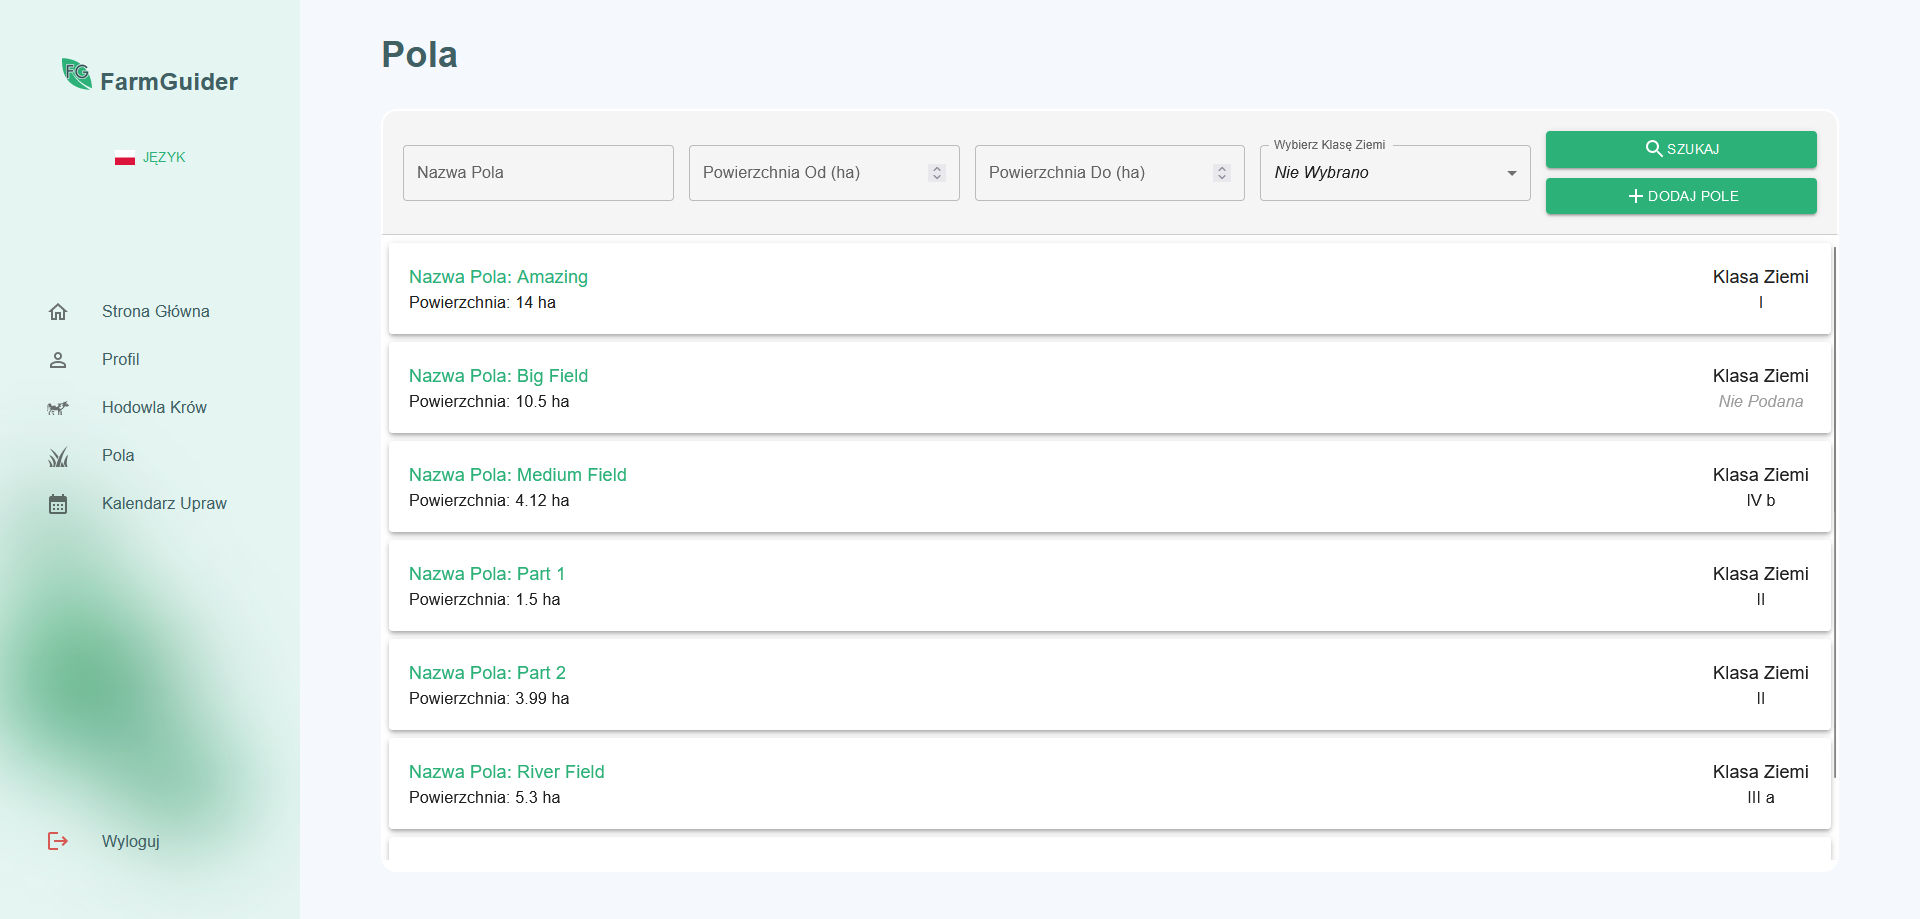 FG FarmGuider
JĘZYK
Strona Główna
Profil
Hodowla Krów
Pola
Kalendarz Upraw
Wyloguj
Pola
Nazwa Pola
Powierzchnia Od (ha)
Powierzchnia Do (ha)
Wybierz Klasę Ziemi
Nie Wybrano
SZUKAJ
DODAJ POLE
Nazwa Pola: Amazing
Powierzchnia: 14 ha
Klasa Ziemi
I
Nazwa Pola: Big Field
Powierzchnia: 10.5 ha
Klasa Ziemi
Nie Podana
Nazwa Pola: Medium Field
Powierzchnia: 4.12 ha
Klasa Ziemi
IV b
Nazwa Pola: Part 1
Powierzchnia: 1.5 ha
Klasa Ziemi
II
Nazwa Pola: Part 2
Powierzchnia: 3.99 ha
Klasa Ziemi
II
Nazwa Pola: River Field
Powierzchnia: 5.3 ha
Klasa Ziemi
III a